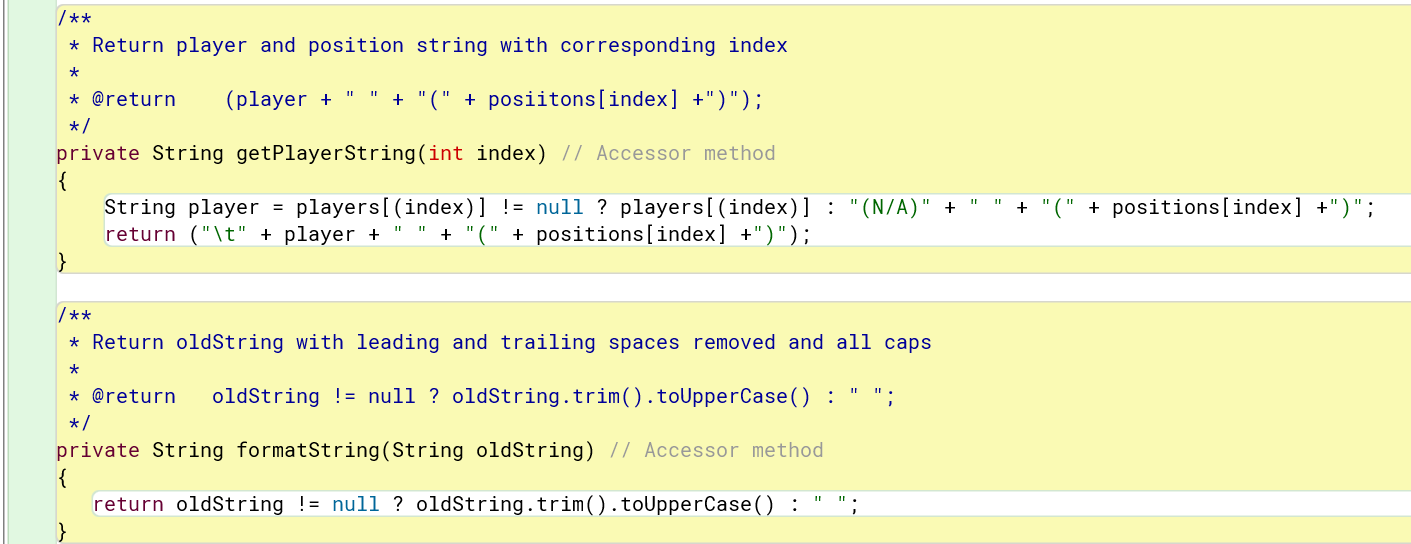 /**
 * Return player and position string with corresponding index
 *
 * @return    (player + " " + "(" + posiitons[index] +")");
 */
private String getPlayerString(int index) // Accessor method
{
    String player = players[(index)] != null ? players[(index)] : "(N/A)" + " " + "(" + positions[index] +")";
    return ("\t" + player + " " + "(" + positions[index] +")");
}
/**
 * Return oldString with leading and trailing spaces removed and all caps
 *
 * @return   oldString != null ? oldString.trim().toUpperCase() : " ";
 */
private String formatString(String oldString) // Accessor method
{
   return oldString != null ? oldString.trim().toUpperCase() : " ";
}